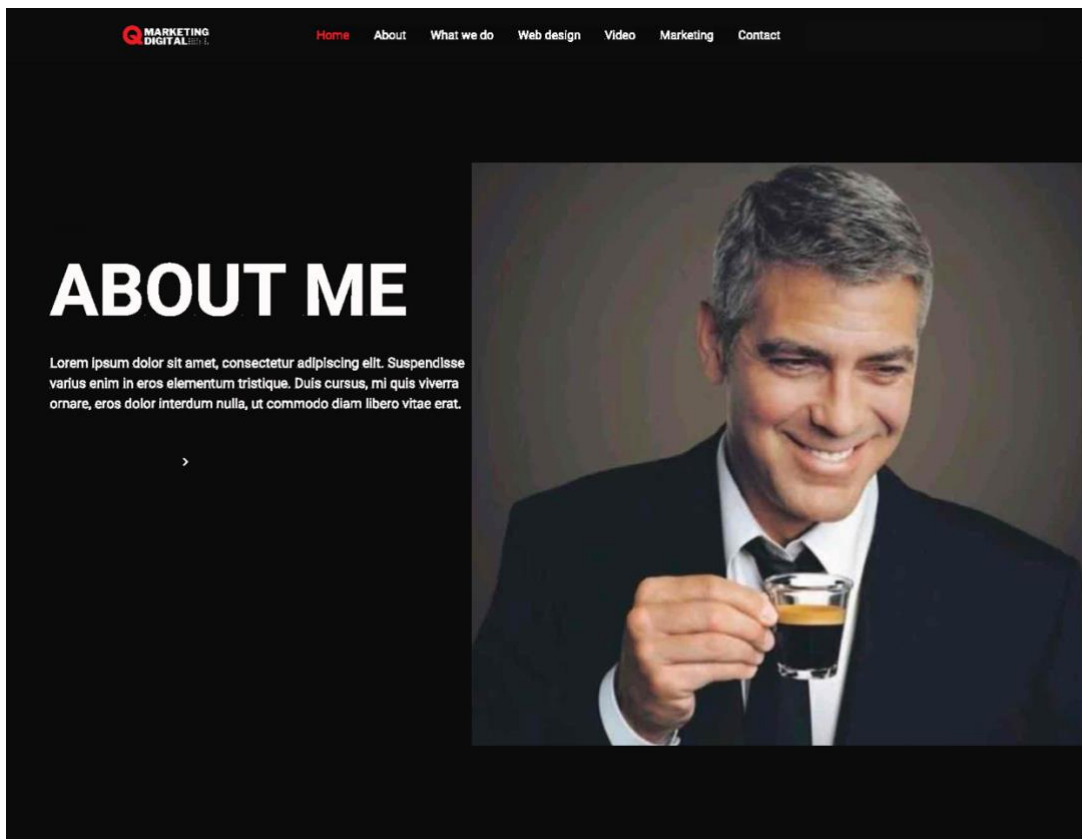 MARKETING
DIGITAL
Home About What we do Web design Video Marketing Contact
ABOUT ME
Lorem ipsum dolor sit amet, consectetur adipiscing elit. Suspendisse
varius enim in eros elementum tristique. Duis cursus, mi quis viverra
ornare, eros dolor interdum nulla, ut commodo diam libero vitae erat.